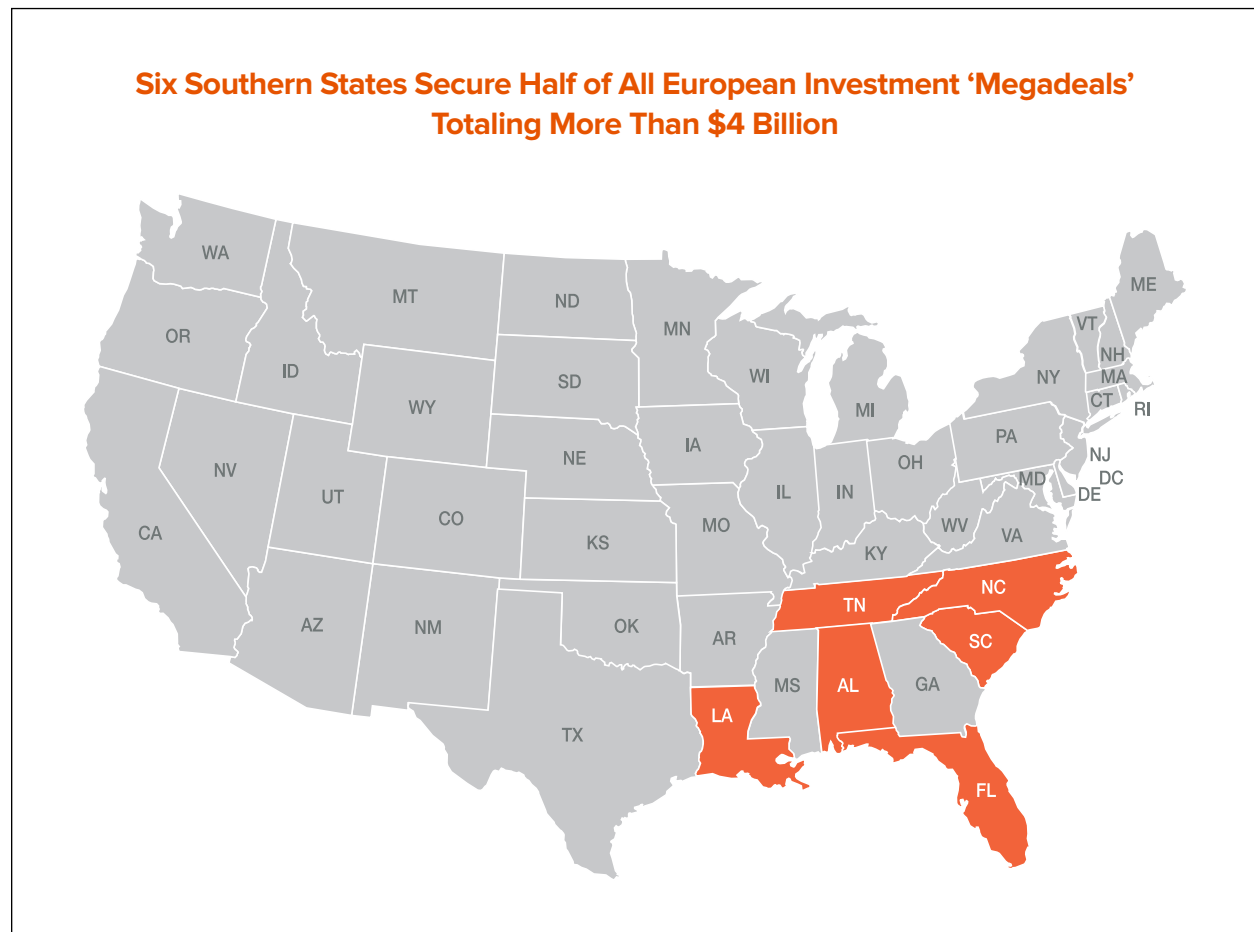 Six Southern States Secure Half of All European Investment ‘Megadeals’
Totaling More Than $4 Billion
WA
MT
ND
MN
ME
OR
ID
SD
WI
VT
NH
NY
MA
WY
MI
CT
RI
NV
NE
IA
PA
UT
CO
IL
IN
OH
NJ
MD
DC
DE
CA
KS
MO
WV
VA
KY
AZ
NM
OK
TN
NC
AR
SC
MS
AL
GA
LA
TX
FL